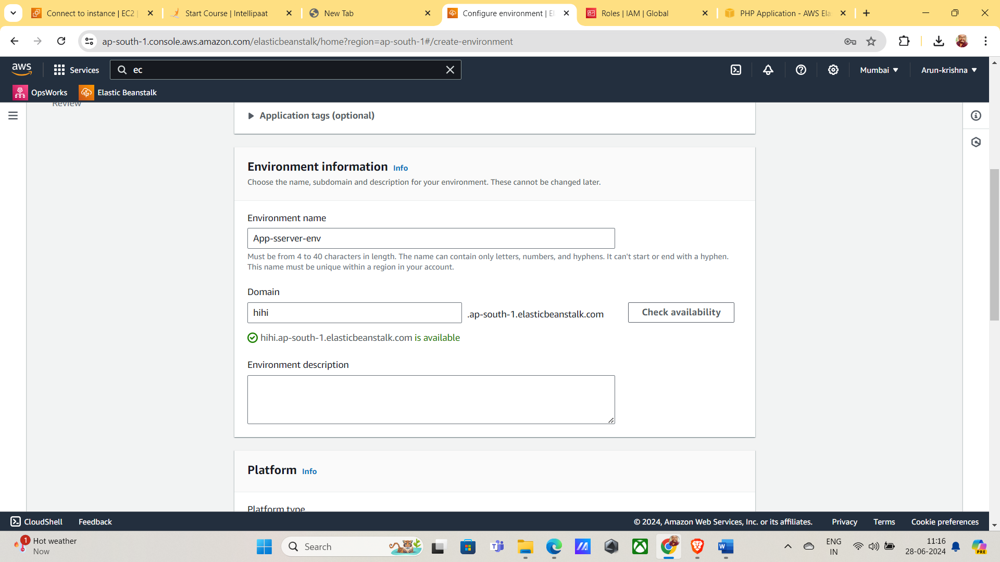 Connect to instance | EC2 |
Start Course | Intellipaat
New Tab
Configure environment | El
Roles | IAM | Global
PHP Application - AWS Ela
ap-south-1.console.aws.amazon.com/elasticbeanstalk/home?region=ap-south-1#/create-environment
aws
Services
ec
Mumbai
Arun-krishna
OpsWorks
Elastic Beanstalk
Review
Application tags (optional)
Environment information Info
Choose the name, subdomain and description for your environment. These cannot be changed later.
Environment name
App-sserver-env
Must be from 4 to 40 characters in length. The name can contain only letters, numbers, and hyphens. It can't start or end with a hyphen.
This name must be unique within a region in your account.
Domain
hihi
.ap-south-1.elasticbeanstalk.com
Check availability
hihi.ap-south-1.elasticbeanstalk.com is available
Environment description
Platform Info
Platform type
CloudShell
Feedback
© 2024, Amazon Web Services, Inc. or its affiliates.
Privacy
Terms
Cookie preferences
1
Hot weather
Now
Search
ENG
IN
11:16
28-06-2024
PRE